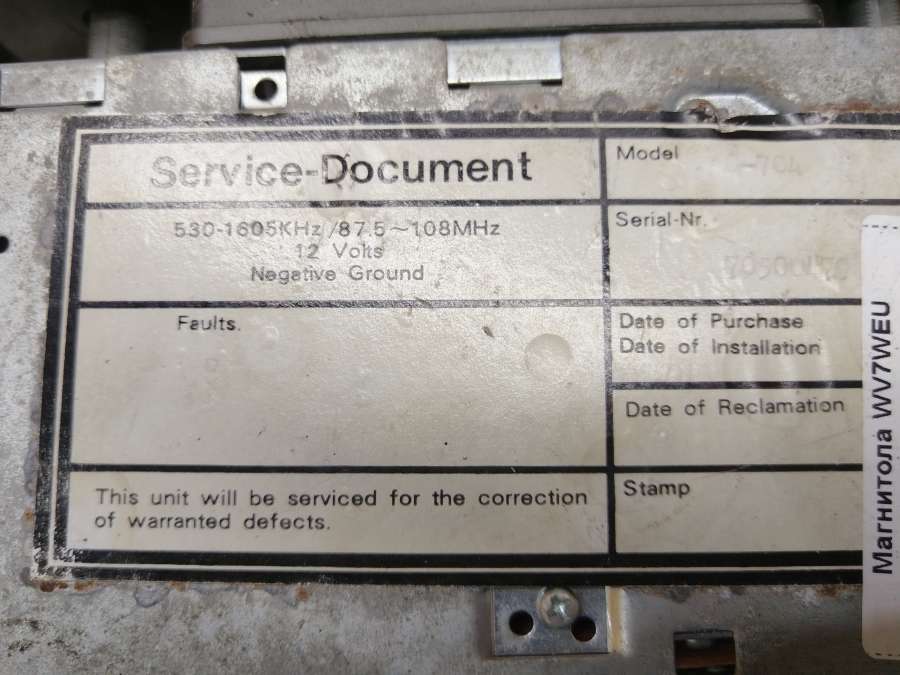 Service-Document
530-1605KHz/87.5~108MHz
12 Volts
Negative Ground
Faults.
This unit will be serviced for the correction
of warranted defects.
Model
-704
Serial-Nr.
Date of Purchase
Date of Installation
Date of Reclamation
Stamp
Магнитола WV7WEU